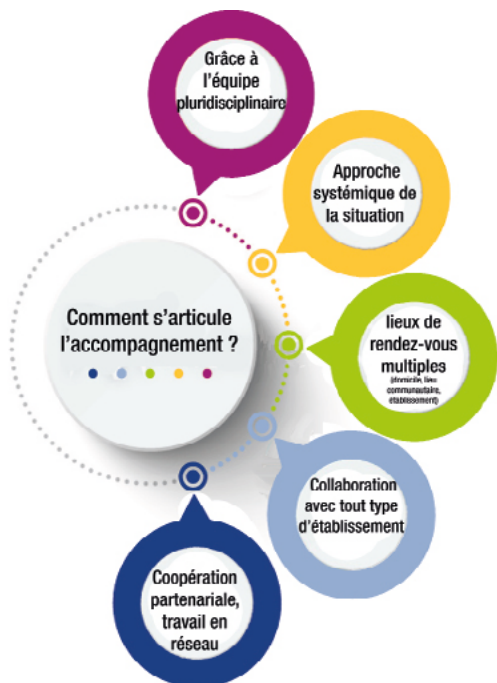 Grâce à
l'équipe
pluridisciplinaire
Approche
systémique de
la situation
Comment s'articule
l'accompagnement ?
lieux de
rendez-vous
multiples
(domicile, lieu
communautaire,
établissement)
Collaboration
avec tout type
d'établissement
Coopération
partenariale,
travail en
réseau